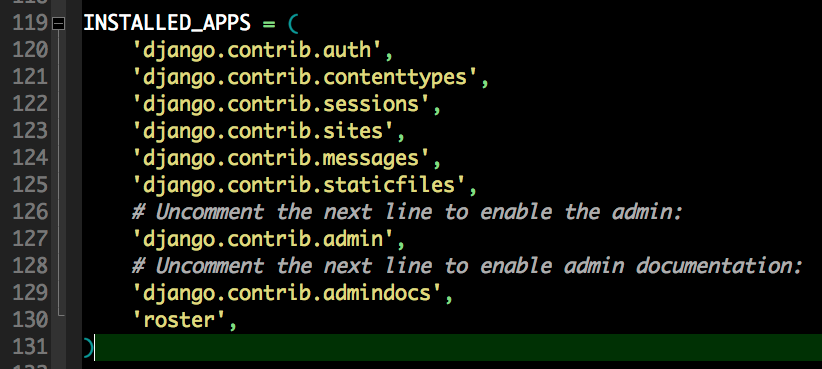 119 INSTALLED_APPS = (
120     'django.contrib.auth',
121     'django.contrib.contenttypes',
122     'django.contrib.sessions',
123     'django.contrib.sites',
124     'django.contrib.messages',
125     'django.contrib.staticfiles',
126     # Uncomment the next line to enable the admin:
127     'django.contrib.admin',
128     # Uncomment the next line to enable admin documentation:
129     'django.contrib.admindocs',
130     'roster',
131 )